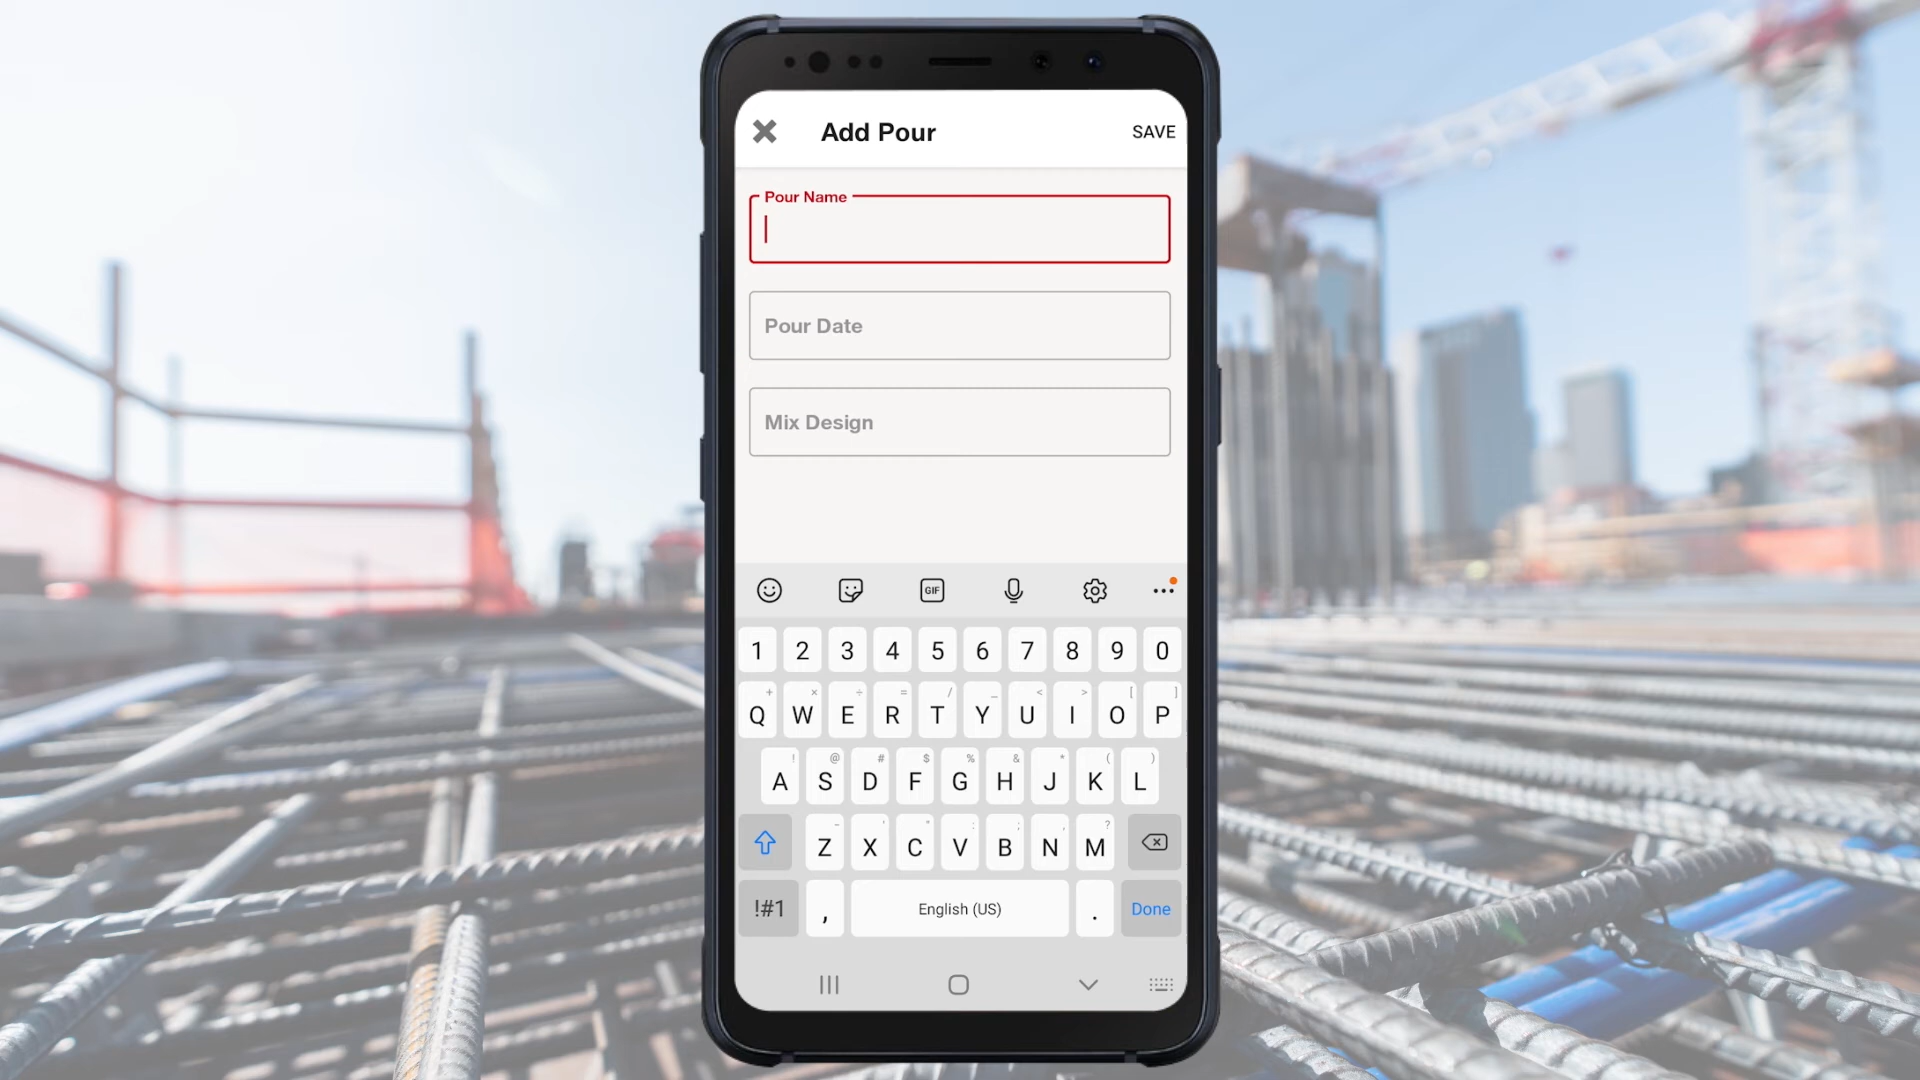 Add Pour
SAVE
Pour Name
Pour Date
Mix Design
GIF
1 2 3 4 5 6 7 8 9 0
+ × ÷ = / _ < > [ ]
Q W E R T Y U I O P
! @ # $ % & * ( )
A S D F G H J K L
- ' " : ; , ?
Z X C V B N M
!#1 , English (US) . Done